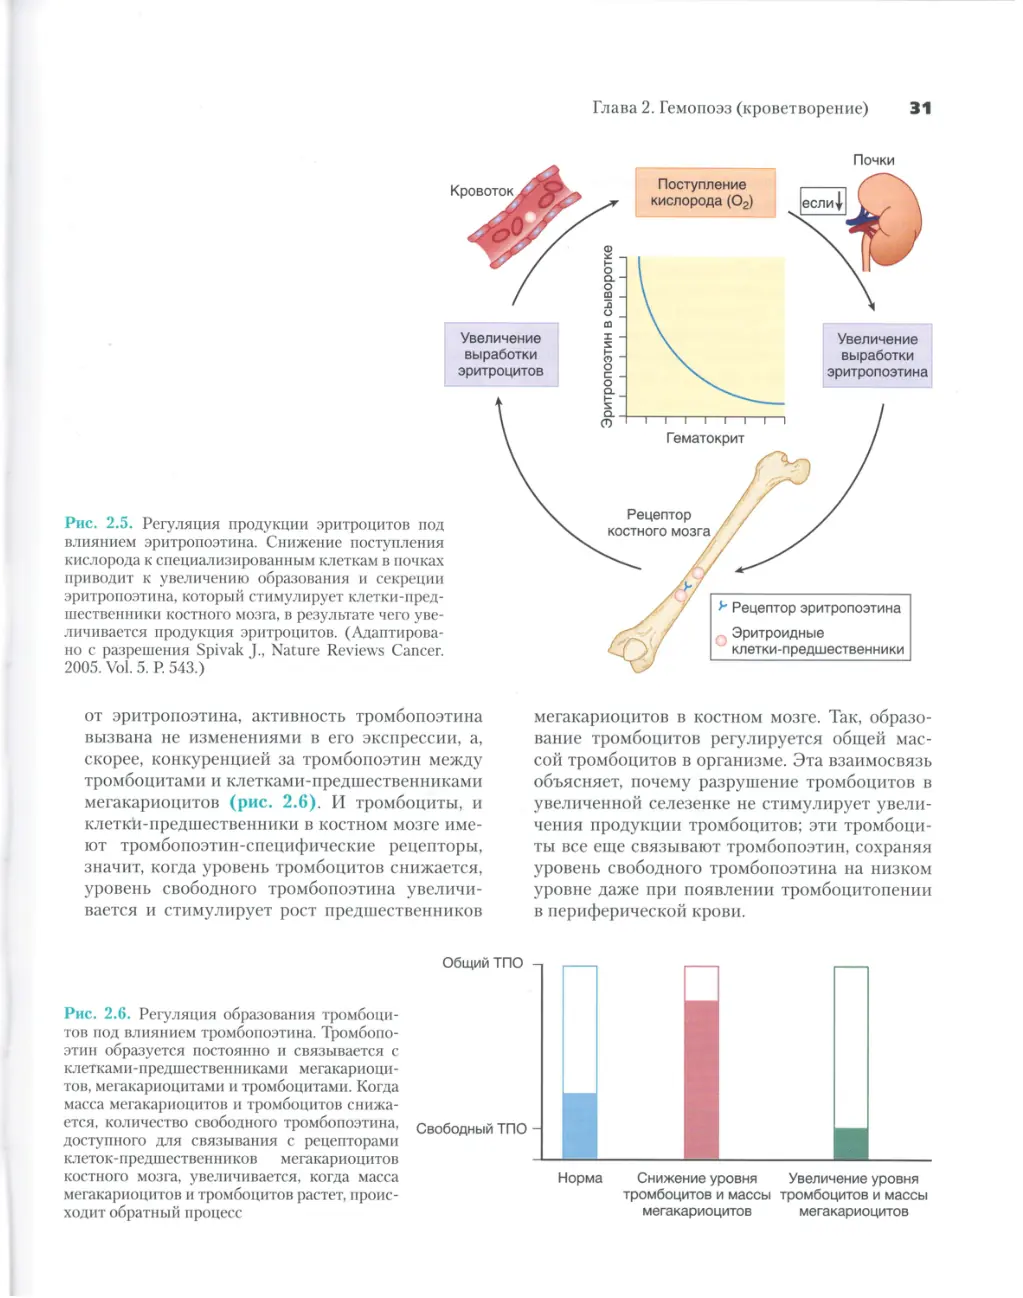 Глава 2. Гемопоэз (кроветворение) 31
Почки
Кровоток
Поступление
кислорода (O2)
если↓
Эритропоэтин в сыворотке
Гематокрит
Увеличение
выработки
эритроцитов
Увеличение
выработки
эритропоэтина
Рецептор
костного мозга
Рецептор эритропоэтина
Эритроидные
клетки-предшественники
Рис. 2.5. Регуляция продукции эритроцитов под
влиянием эритропоэтина. Снижение поступления
кислорода к специализированным клеткам в почках
приводит к увеличению образования и секреции
эритропоэтина, который стимулирует клетки-пред-
шественники костного мозга, в результате чего уве-
личивается продукция эритроцитов. (Адаптирова-
но с разрешения Spivak J., Nature Reviews Cancer.
2005. Vol. 5. P. 543.)
от эритропоэтина, активность тромбопоэтина
вызвана не изменениями в его экспрессии, а,
скорее, конкуренцией за тромбопоэтин между
тромбоцитами и клетками-предшественниками
мегакариоцитов (рис. 2.6). И тромбоциты, и
клетки-предшественники в костном мозге име-
ют тромбопоэтин-специфические рецепторы,
значит, когда уровень тромбоцитов снижается,
уровень свободного тромбопоэтина увеличи-
вается и стимулирует рост предшественников
мегакариоцитов в костном мозге. Так, образо-
вание тромбоцитов регулируется общей мас-
сой тромбоцитов в организме. Эта взаимосвязь
объясняет, почему разрушение тромбоцитов в
увеличенной селезенке не стимулирует увели-
чения продукции тромбоцитов; эти тромбоци-
ты все еще связывают тромбопоэтин, сохраняя
уровень свободного тромбопоэтина на низком
уровне даже при появлении тромбоцитопении
в периферической крови.
Рис. 2.6. Регуляция образования тромбоци-
тов под влиянием тромбопоэтина. Тромбопо-
этин образуется постоянно и связывается с
клетками-предшественниками мегакариоци-
тов, мегакариоцитами и тромбоцитами. Когда
масса мегакариоцитов и тромбоцитов снижа-
ется, количество свободного тромбопоэтина,
доступного для связывания с рецепторами
клеток-предшественников мегакариоцитов
костного мозга, увеличивается, когда масса
мегакариоцитов и тромбоцитов растет, проис-
ходит обратный процесс
Общий ТПО
Свободный ТПО
Норма
Снижение уровня
тромбоцитов и массы
мегакариоцитов
Увеличение уровня
тромбоцитов и массы
мегакариоцитов